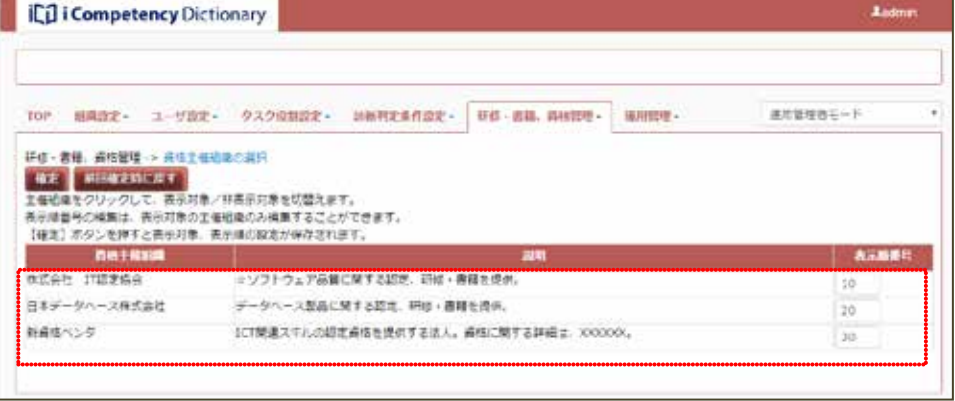 iCD i Competency Dictionary
admin
TOP 組織設定 ユーザ設定 タスク役割設定 診断判定条件設定 研修・書籍、資格管理 運用管理 運営管理者モード
研修・書籍、資格管理 -> 資格主催組織の選択
確定 前回確定時に戻す
主催組織をクリックして、表示対象／非表示対象を切替えます。
表示順番号の編集は、表示対象の主催組織のみ編集することができます。
【確定】ボタンを押すと表示対象、表示順の設定が保存されます。
資格主催組織 説明 表示順番号
株式会社 IT認定協会 ソフトウェア品質に関する認定、研修・書籍を提供。 10
日本データベース株式会社 データベース製品に関する認定、研修・書籍を提供。 20
新資格ベンダ ICT関連スキルの認定資格を提供する法人。資格に関する詳細は、XXXXXX。 30